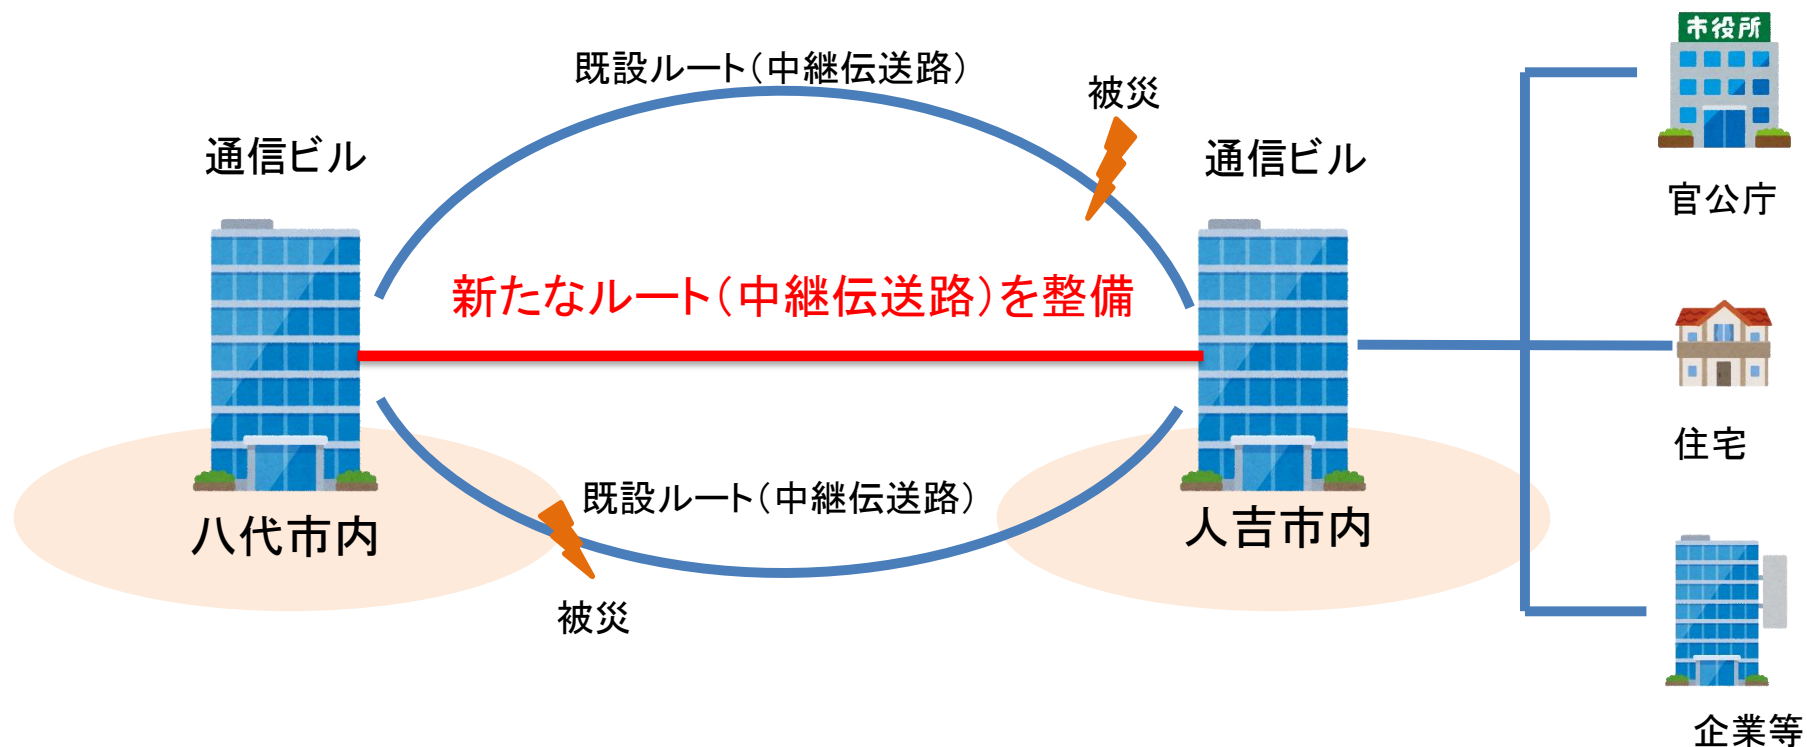 既設ルート（中継伝送路）
被災
通信ビル
通信ビル
新たなルート（中継伝送路）を整備
既設ルート（中継伝送路）
被災
八代市内
人吉市内
市役所
官公庁
住宅
企業等